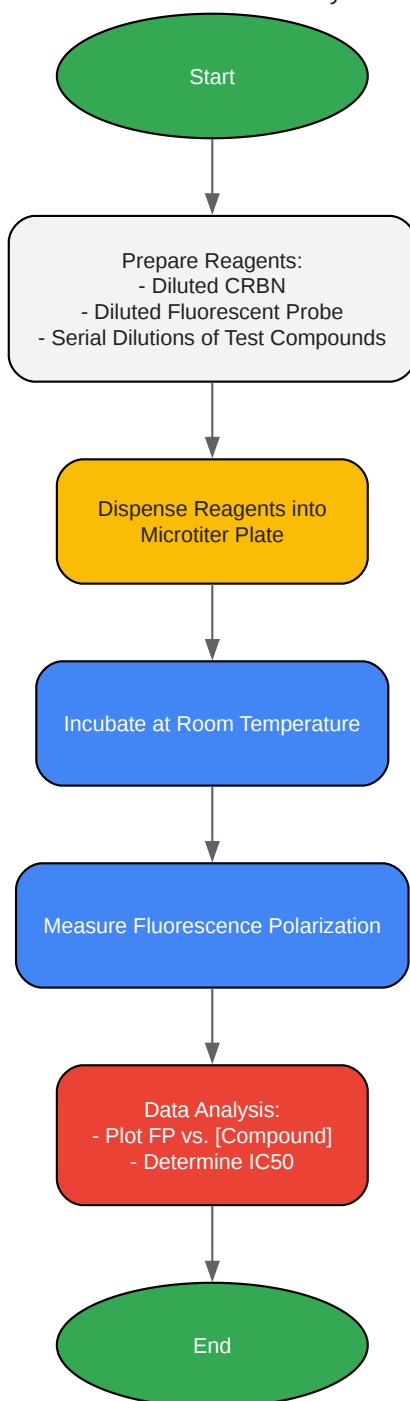 Start
Prepare Reagents:
- Diluted CRBN
- Diluted Fluorescent Probe
- Serial Dilutions of Test Compounds
Dispense Reagents into
Microtiter Plate
Incubate at Room Temperature
Measure Fluorescence Polarization
Data Analysis:
- Plot FP vs. [Compound]
- Determine IC50
End